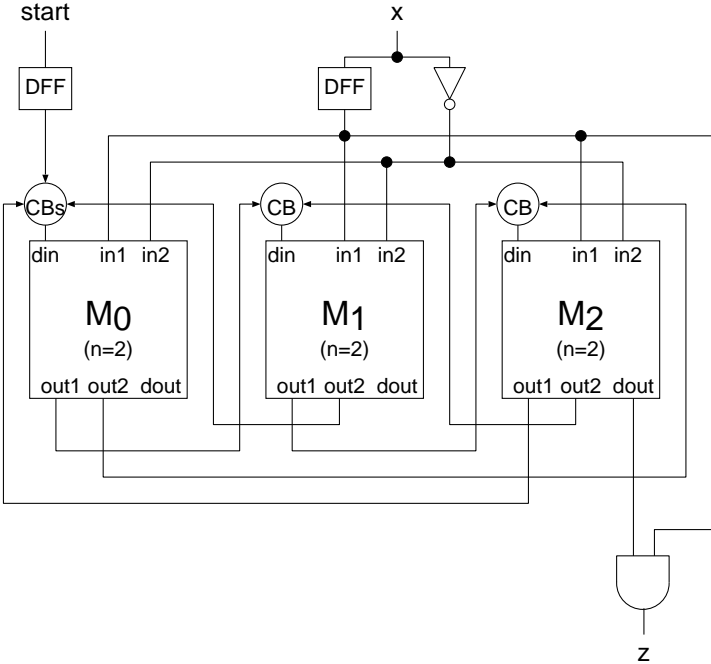 start x
DFF DFF
CBs CB CB
din in1 in2 din in1 in2 din in1 in2
M0 M1 M2
(n=2) (n=2) (n=2)
out1 out2 dout out1 out2 dout out1 out2 dout
z